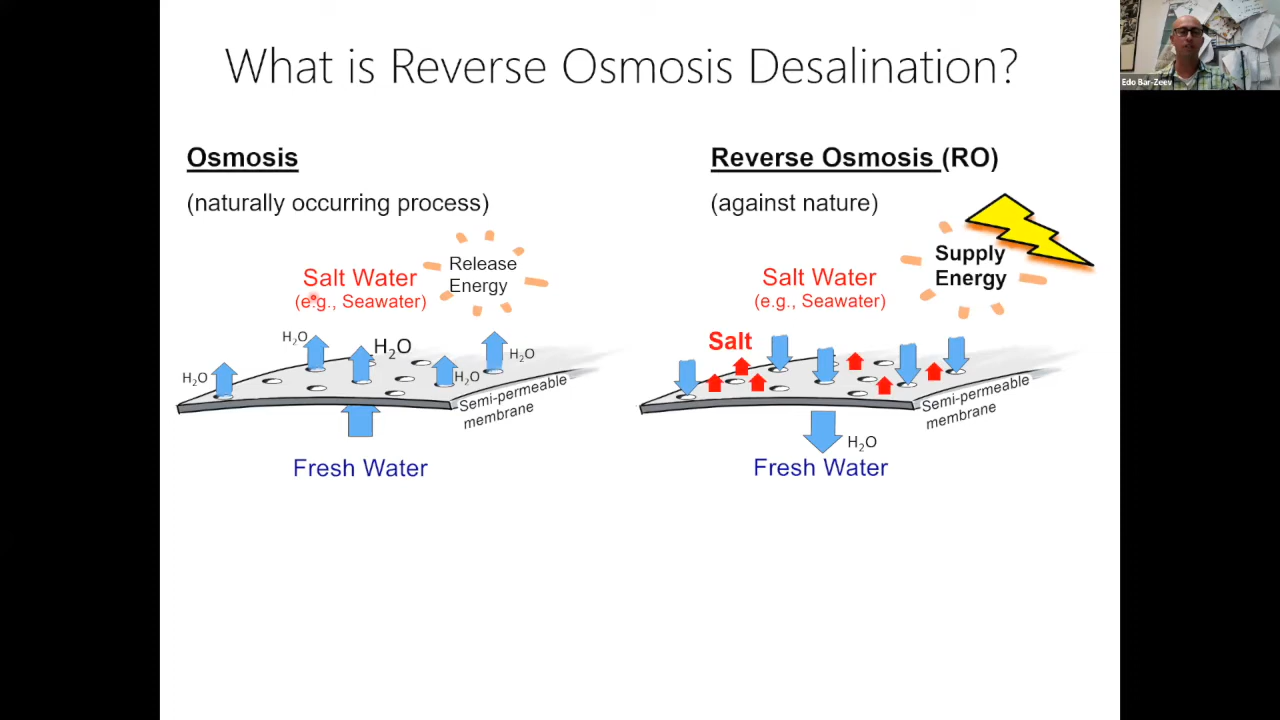 What is Reverse Osmosis Desalination?
Edo Bar-Zeev
Osmosis
(naturally occurring process)
Release
Energy
Salt Water
(e.g., Seawater)
H₂O
H₂O
H₂O
H₂O
H₂O
Semi-permeable
membrane
Fresh Water
Reverse Osmosis (RO)
(against nature)
Supply
Energy
Salt Water
(e.g., Seawater)
Salt
Semi-permeable
membrane
H₂O
Fresh Water